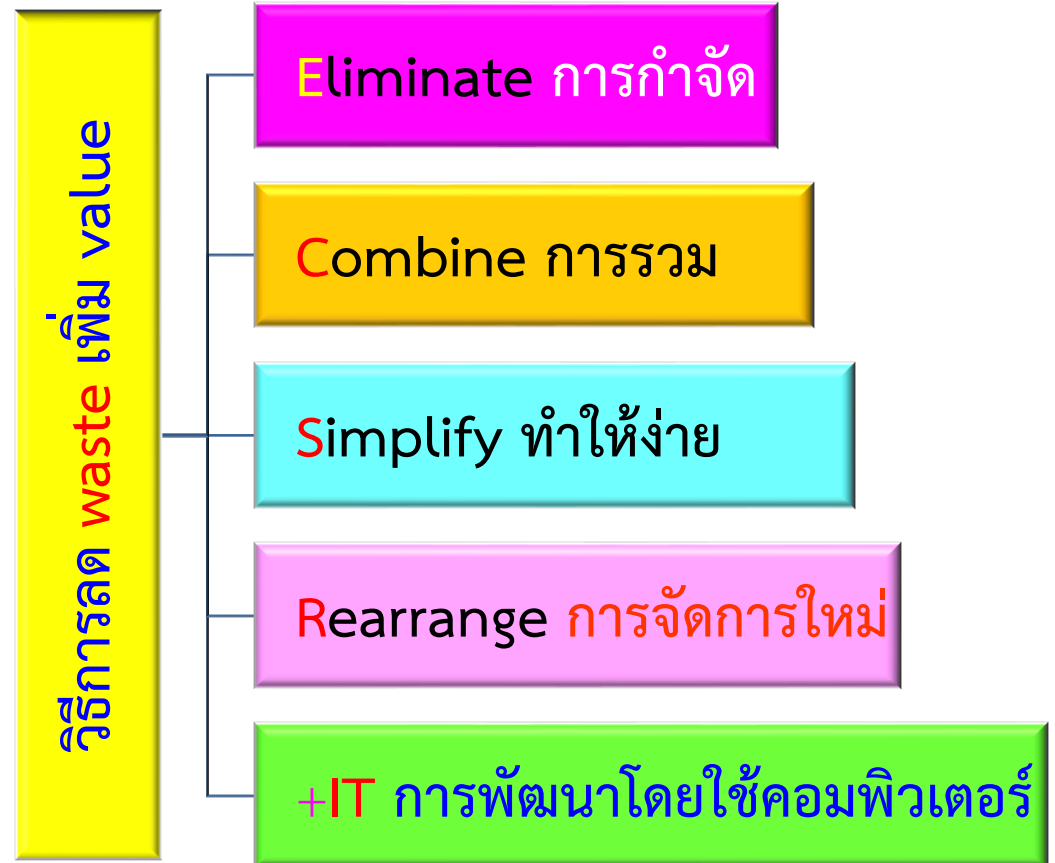 วิธีการลด waste เพิ่ม value
Eliminate การกำจัด
Combine การรวม
Simplify ทำให้ง่าย
Rearrange การจัดการใหม่
+IT การพัฒนาโดยใช้คอมพิวเตอร์